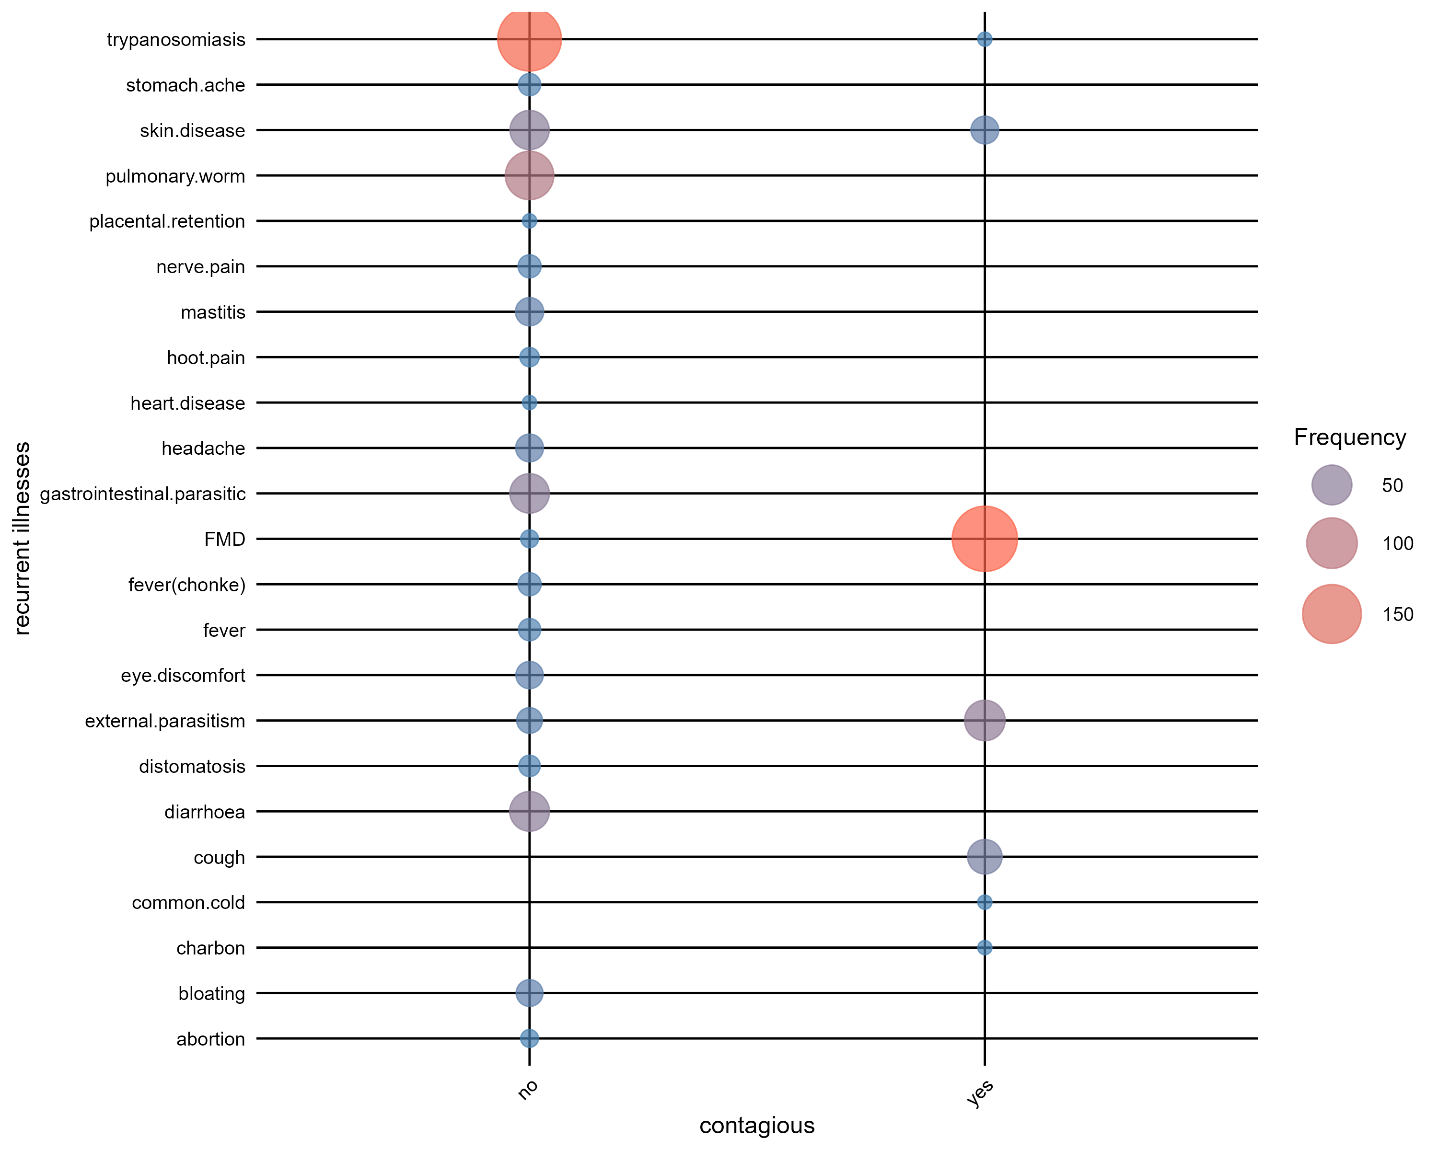 trypanosomiasis
stomach.ache
skin.disease
pulmonary.worm
placental.retention
nerve.pain
mastitis
hoot.pain
heart.disease
headache
gastrointestinal.parasitic
FMD
fever(chonke)
fever
eye.discomfort
external.parasitism
distomatosis
diarrhoea
cough
common.cold
charbon
bloating
abortion
recurrent illnesses
no
yes
contagious
Frequency
50
100
150